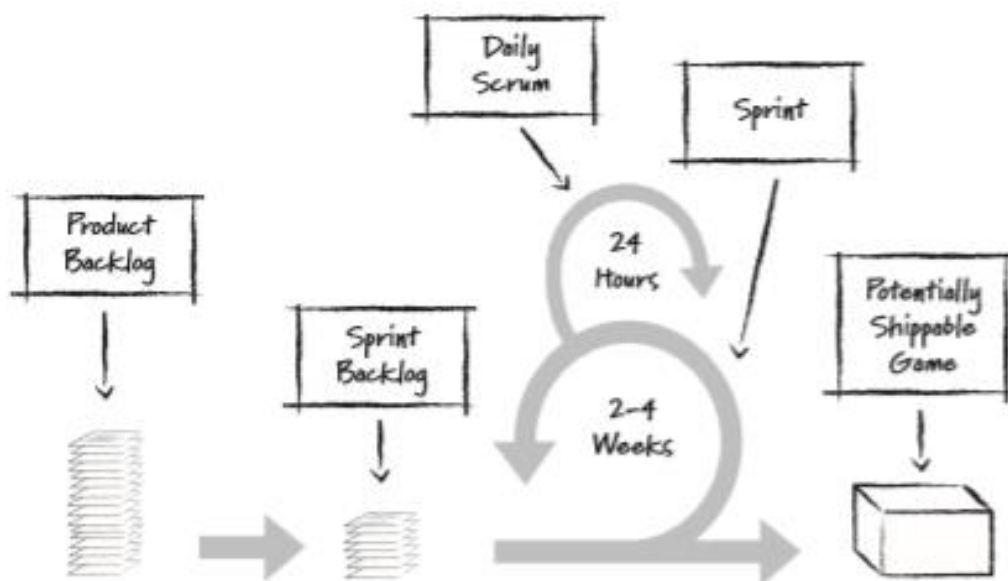 Daily
Scrum
Sprint
Product
Backlog
24
Hours
Potentially
Shippable
Game
Sprint
Backlog
2-4
Weeks